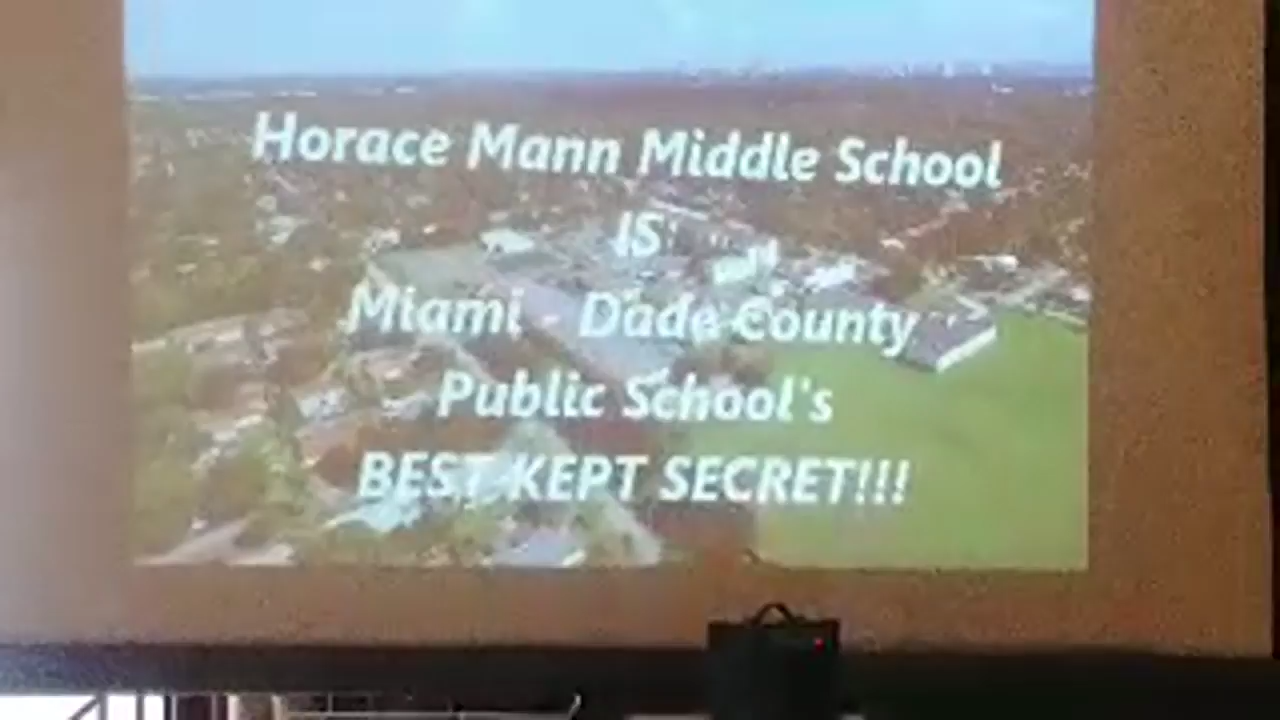 Horace Mann Middle School
IS
Miami - Dade County
Public School's
BEST KEPT SECRET!!!